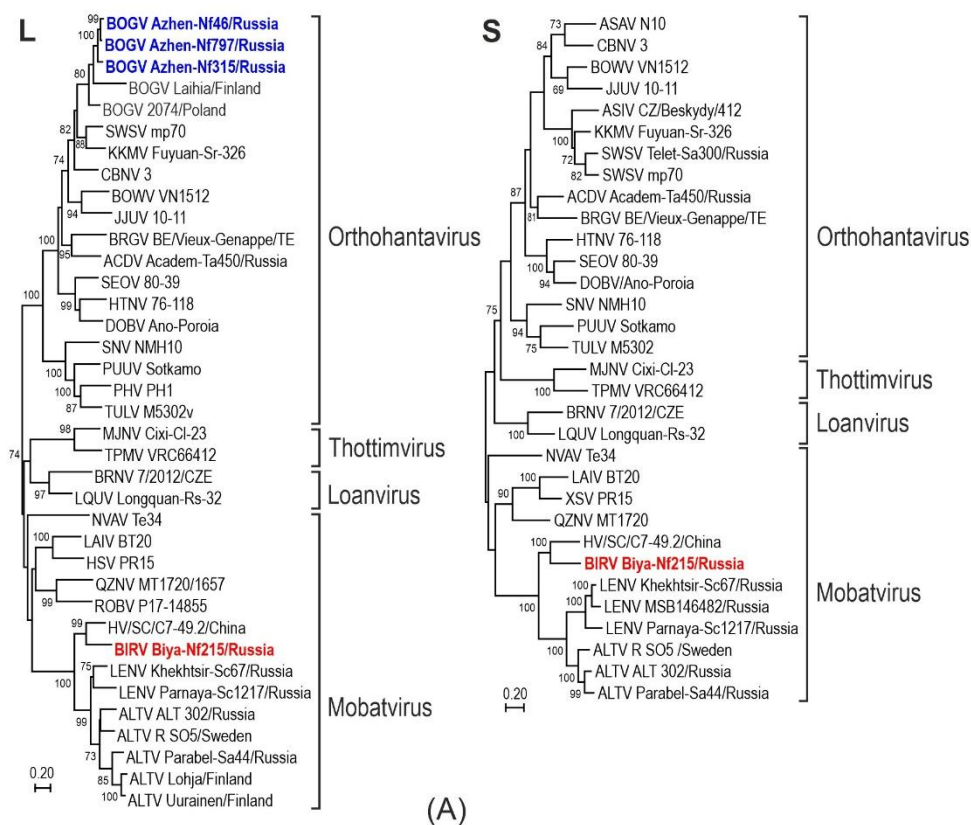 L
99
BOGV Azhen-Nf46/Russia
100
BOGV Azhen-Nf797/Russia
BOGV Azhen-Nf315/Russia
80
BOGV Laihia/Finland
BOGV 2074/Poland
82
SWSV mp70
88
KKMV Fuyuan-Sr-326
74
CBNV 3
BOWV VN1512
94
JJUV 10-11
100
BRGV BE/Vieux-Genappe/TE
95
ACDV Academ-Ta450/Russia
SEOV 80-39
100
HTNV 76-118
99
DOBV Ano-Poroia
SNV NMH10
100
PUUV Sotkamo
100
PHV PH1
87
TULV M5302v
98
MJNV Cixi-Cl-23
74
TPMV VRC66412
BRNV 7/2012/CZE
97
LQUV Longquan-Rs-32
NVAV Te34
100
LAIV BT20
HSV PR15
QZNV MT1720/1657
99
ROBV P17-14855
99
HV/SC/C7-49.2/China
BIRV Biya-Nf215/Russia
75
LENV Khekhtsir-Sc67/Russia
100
LENV Parnaya-Sc1217/Russia
99
ALTV ALT 302/Russia
ALTV R SO5/Sweden
73
ALTV Parabel-Sa44/Russia
85
ALTV Lohja/Finland
100
ALTV Uurainen/Finland
0.20
Orthohantavirus
Thottimvirus
Loanvirus
Mobatvirus
S
73
ASAV N10
84
CBNV 3
BOWV VN1512
69
JJUV 10-11
ASIV CZ/Beskydy/412
100
KKMV Fuyuan-Sr-326
72
SWSV Telet-Sa300/Russia
82
SWSV mp70
87
ACDV Academ-Ta450/Russia
81
BRGV BE/Vieux-Genappe/TE
HTNV 76-118
100
SEOV 80-39
94
DOBV/Ano-Poroia
75
SNV NMH10
94
PUUV Sotkamo
75
TULV M5302
MJNV Cixi-Cl-23
100
TPMV VRC66412
BRNV 7/2012/CZE
100
LQUV Longquan-Rs-32
NVAV Te34
LAIV BT20
90
XSV PR15
QZNV MT1720
100
HV/SC/C7-49.2/China
BIRV Biya-Nf215/Russia
100
LENV Khekhtsir-Sc67/Russia
100
LENV MSB146482/Russia
100
LENV Parnaya-Sc1217/Russia
ALTV R SO5 /Sweden
100
ALTV ALT 302/Russia
99
ALTV Parabel-Sa44/Russia
0.20
Orthohantavirus
Thottimvirus
Loanvirus
Mobatvirus
(A)